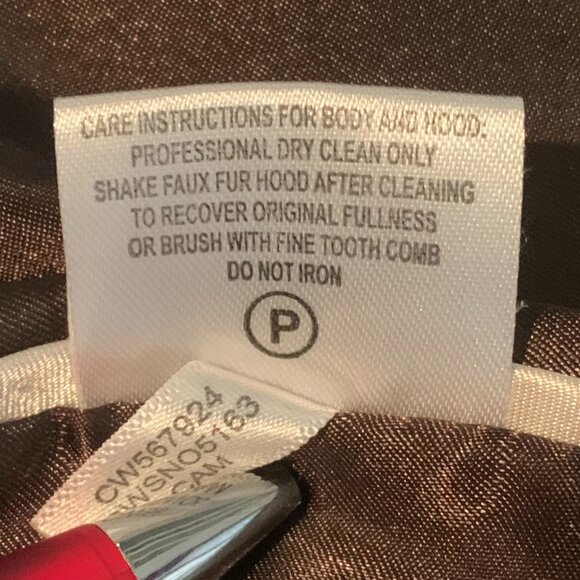 CARE INSTRUCTIONS FOR BODY AND HOOD:
PROFESSIONAL DRY CLEAN ONLY
SHAKE FAUX FUR HOOD AFTER CLEANING
TO RECOVER ORIGINAL FULLNESS
OR BRUSH WITH FINE TOOTH COMB
DO NOT IRON
P
CW567924
WSNO5163
CAM